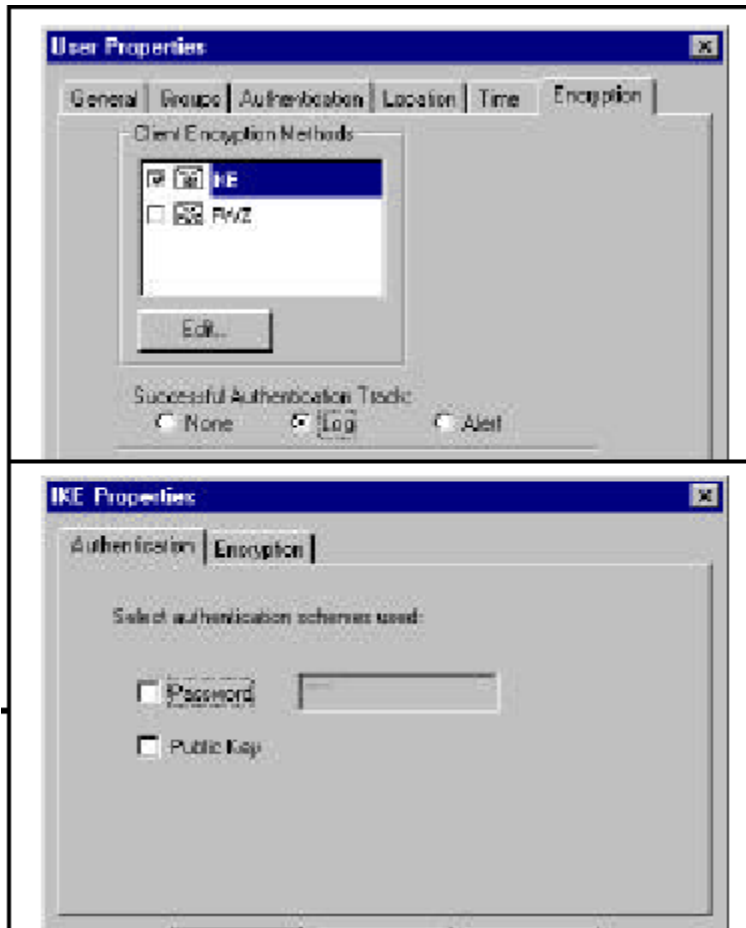 User Properties
General Groups Authentication Location Time Encryption
Client Encryption Methods
IKE
FWZ
Edit...
Successful Authentication Track:
None Log Alert
IKE Properties
Authentication Encryption
Select authentication schemes used:
Password
Public Key